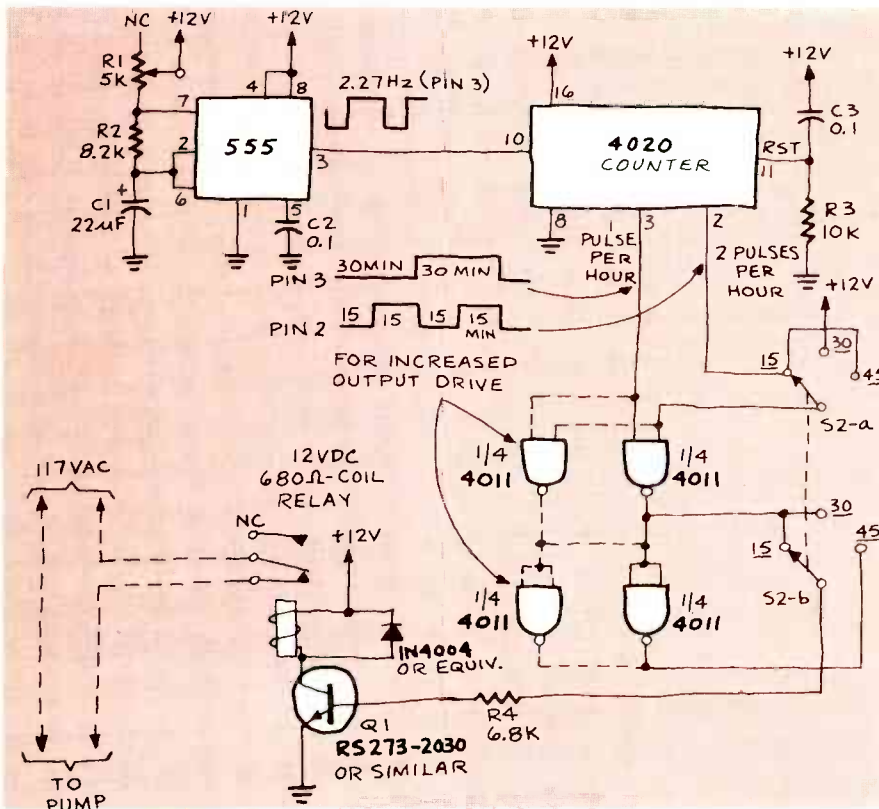 NC
+12V
R1
5K
7
R2
8.2K
2
6
C1
+
22µF
4
8
+12V
555
3
1
5
C2
0.1
2.27Hz (PIN 3)
+12V
16
10
4020
COUNTER
RST
11
8
3
2
+12V
C3
0.1
R3
10K
1
PULSE
PER
HOUR
2 PULSES
PER
HOUR
PIN 3
30MIN
30 MIN
PIN 2
15
15
15
15
MIN
FOR INCREASED
OUTPUT DRIVE
+12V
15
30
45
S2-a
1/4
4011
1/4
4011
117VAC
12VDC
680Ω-COIL
RELAY
NC
+12V
30
15
45
S2-b
1/4
4011
1/4
4011
IN4004
OR EQUIV.
Q1
RS273-2030
OR SIMILAR
R4
6.8K
TO
PUMP